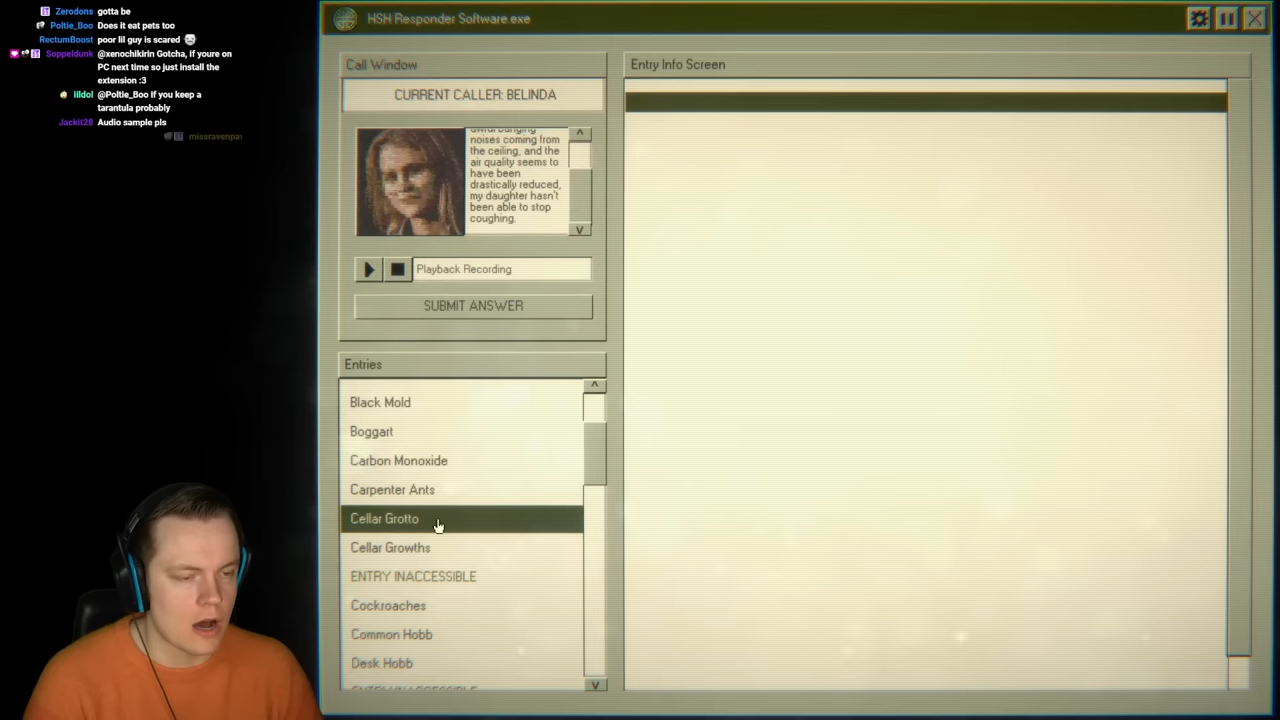 Zerodons gotta be
Poltie_Boo Does it eat pets too
RectumBoost poor lil guy is scared
Soppeldunk @xenochikirin Gotcha, if youre on
PC next time so just install the
extension :3
lildol @Poltie_Boo If you keep a
tarantula probably
Jackit28 Audio sample pls
HSH Responder Software.exe
Call Window
CURRENT CALLER: BELINDA
awful banging
noises coming from
the ceiling, and the
air quality seems to
have been
drastically reduced,
my daughter hasn't
been able to stop
coughing.
Playback Recording
SUBMIT ANSWER
Entries
Black Mold
Boggart
Carbon Monoxide
Carpenter Ants
Cellar Grotto
Cellar Growths
ENTRY INACCESSIBLE
Cockroaches
Common Hobb
Desk Hobb
ENTRY INACCESSIBLE
Entry Info Screen